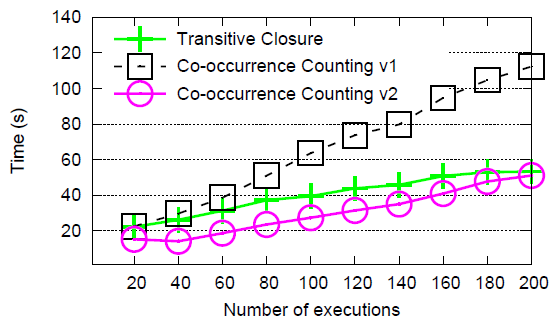 140
120
100
80
60
40
20
Time (s)
Transitive Closure
Co-occurrence Counting v1
Co-occurrence Counting v2
20 40 60 80 100 120 140 160 180 200
Number of executions